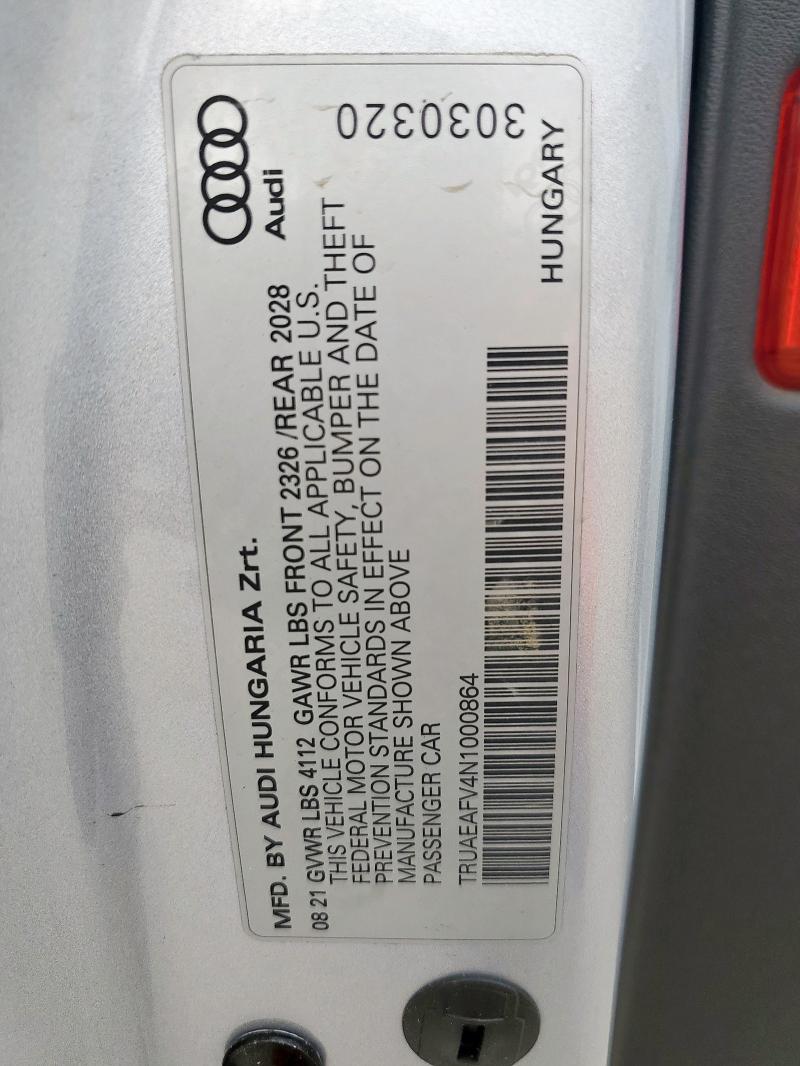 MFD. BY AUDI HUNGARIA Zrt.
Audi
08 21 GVWR LBS 4112 GAWR LBS FRONT 2326 /REAR 2028
THIS VEHICLE CONFORMS TO ALL APPLICABLE U.S.
FEDERAL MOTOR VEHICLE SAFETY, BUMPER AND THEFT
PREVENTION STANDARDS IN EFFECT ON THE DATE OF
MANUFACTURE SHOWN ABOVE
PASSENGER CAR
TRUAEAFV4N1000864
HUNGARY
3030320